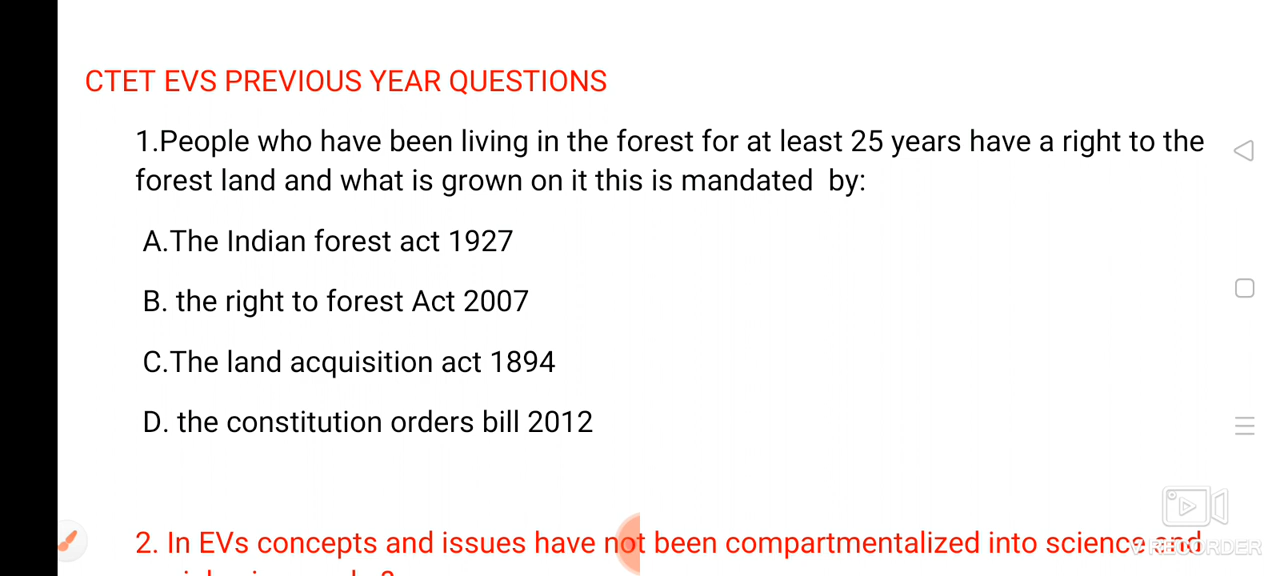 CTET EVS PREVIOUS YEAR QUESTIONS
1.People who have been living in the forest for at least 25 years have a right to the
forest land and what is grown on it this is mandated by:
A.The Indian forest act 1927
B. the right to forest Act 2007
C.The land acquisition act 1894
D. the constitution orders bill 2012
2. In EVs concepts and issues have not been compartmentalized into science and
RECORDER